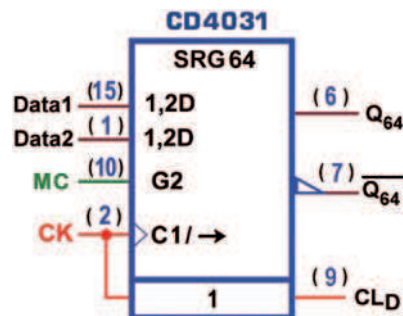 CD4031
SRG64
Data1 (15) 1,2D (6) Q64
Data2 (1) 1,2D
MC (10) G2 (7) Q64
CK (2) C1/→
1 (9) CLD